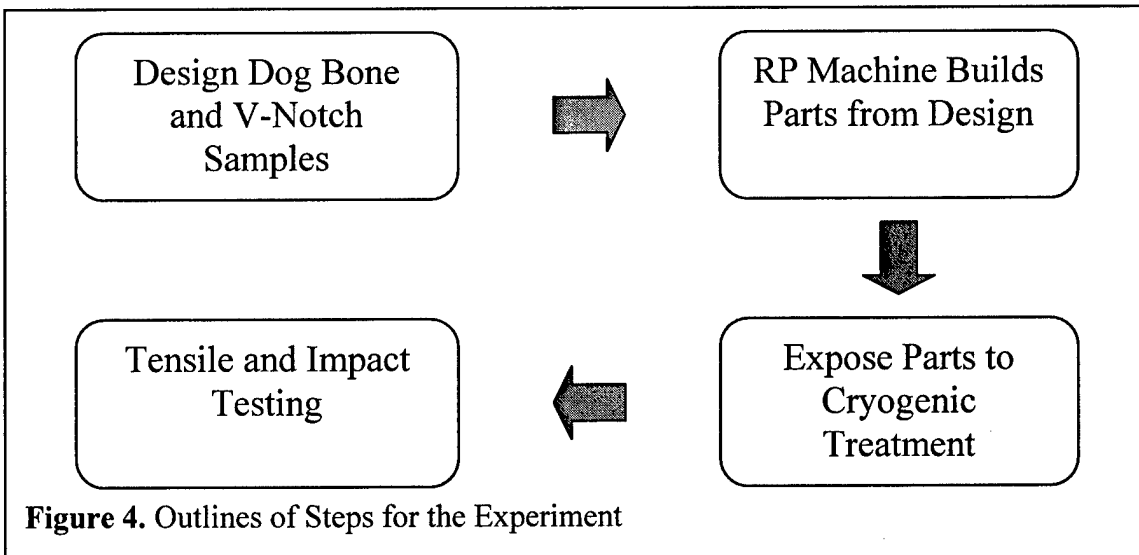 Design Dog Bone
and V-Notch
Samples
RP Machine Builds
Parts from Design
Expose Parts to
Cryogenic
Treatment
Tensile and Impact
Testing
Figure 4. Outlines of Steps for the Experiment